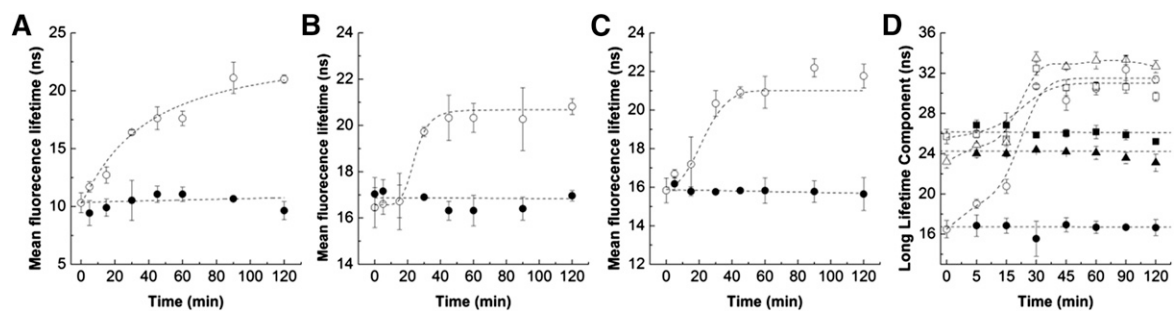 A
Mean fluorescence lifetime (ns)
25
20
15
10
5
0 20 40 60 80 100 120
Time (min)
B
Mean fluorescence lifetime (ns)
24
22
20
18
16
14
0 20 40 60 80 100 120
Time (min)
C
Mean fluorescence lifetime (ns)
24
22
20
18
16
14
12
0 20 40 60 80 100 120
Time (min)
D
Long Lifetime Component (ns)
36
32
28
24
20
16
0 5 15 30 45 60 90 120
Time (min)